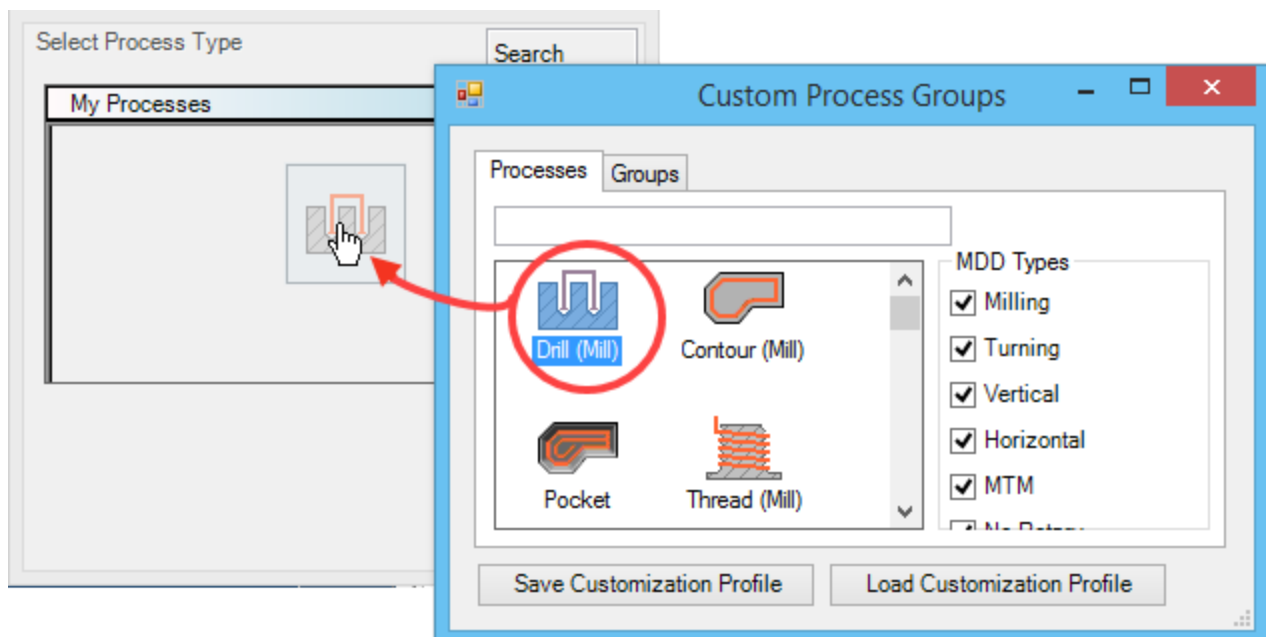 Select Process Type
Search
My Processes
Custom Process Groups
Processes
Groups
MDD Types
Milling
Drill (Mill)
Contour (Mill)
Turning
Vertical
Horizontal
Pocket
Thread (Mill)
MTM
Save Customization Profile
Load Customization Profile